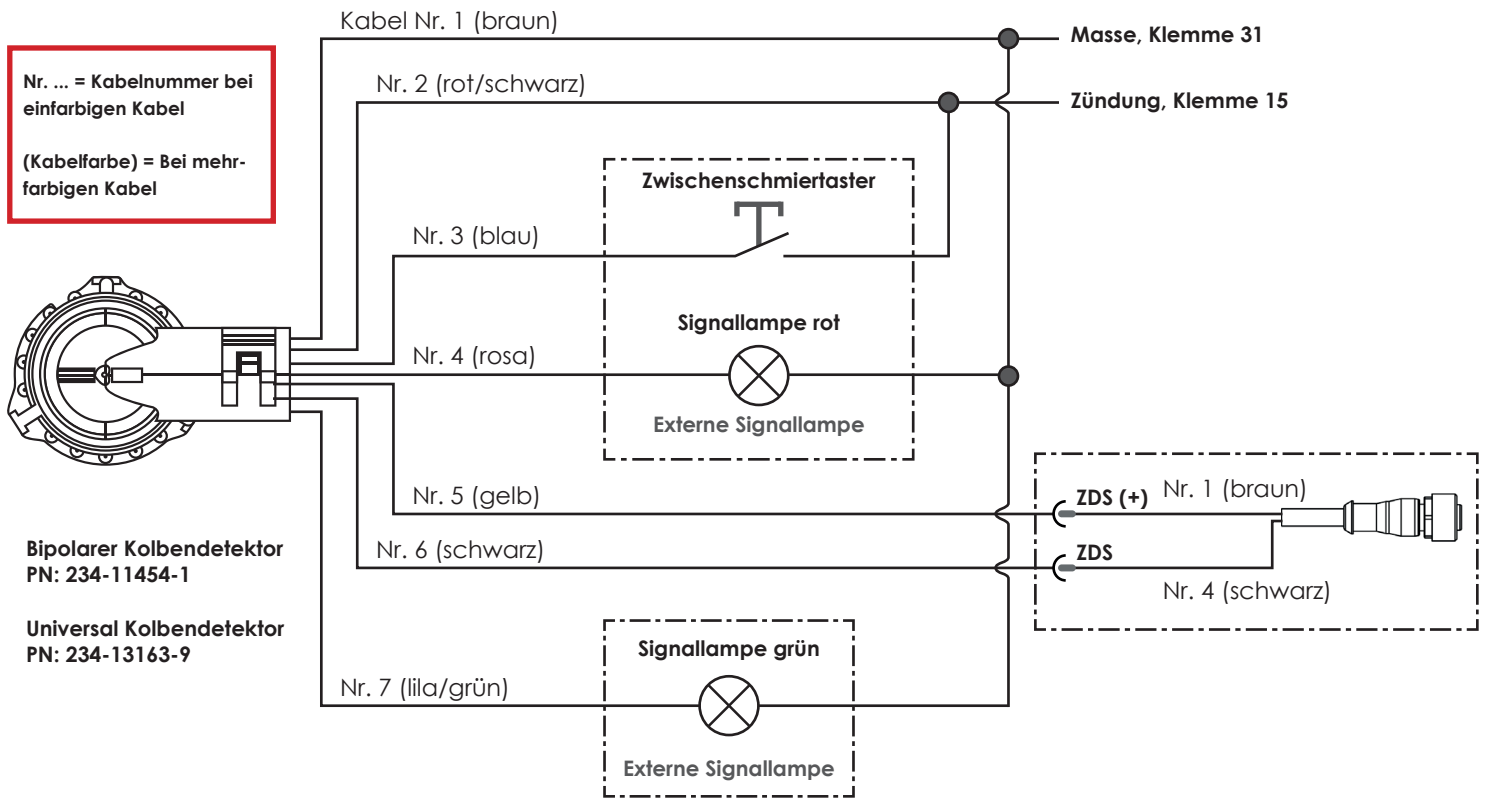 Kabel Nr. 1 (braun)
Masse, Klemme 31
Nr. ... = Kabelnummer bei
einfarbigen Kabel
(Kabelfarbe) = Bei mehr-
farbigen Kabel
Nr. 2 (rot/schwarz)
Zündung, Klemme 15
Zwischenschmiertaster
Nr. 3 (blau)
Signallampe rot
Nr. 4 (rosa)
Externe Signallampe
Nr. 5 (gelb)
ZDS (+)
Nr. 1 (braun)
Nr. 6 (schwarz)
ZDS
Nr. 4 (schwarz)
Bipolarer Kolbendetektor
PN: 234-11454-1
Universal Kolbendetektor
PN: 234-13163-9
Signallampe grün
Nr. 7 (lila/grün)
Externe Signallampe